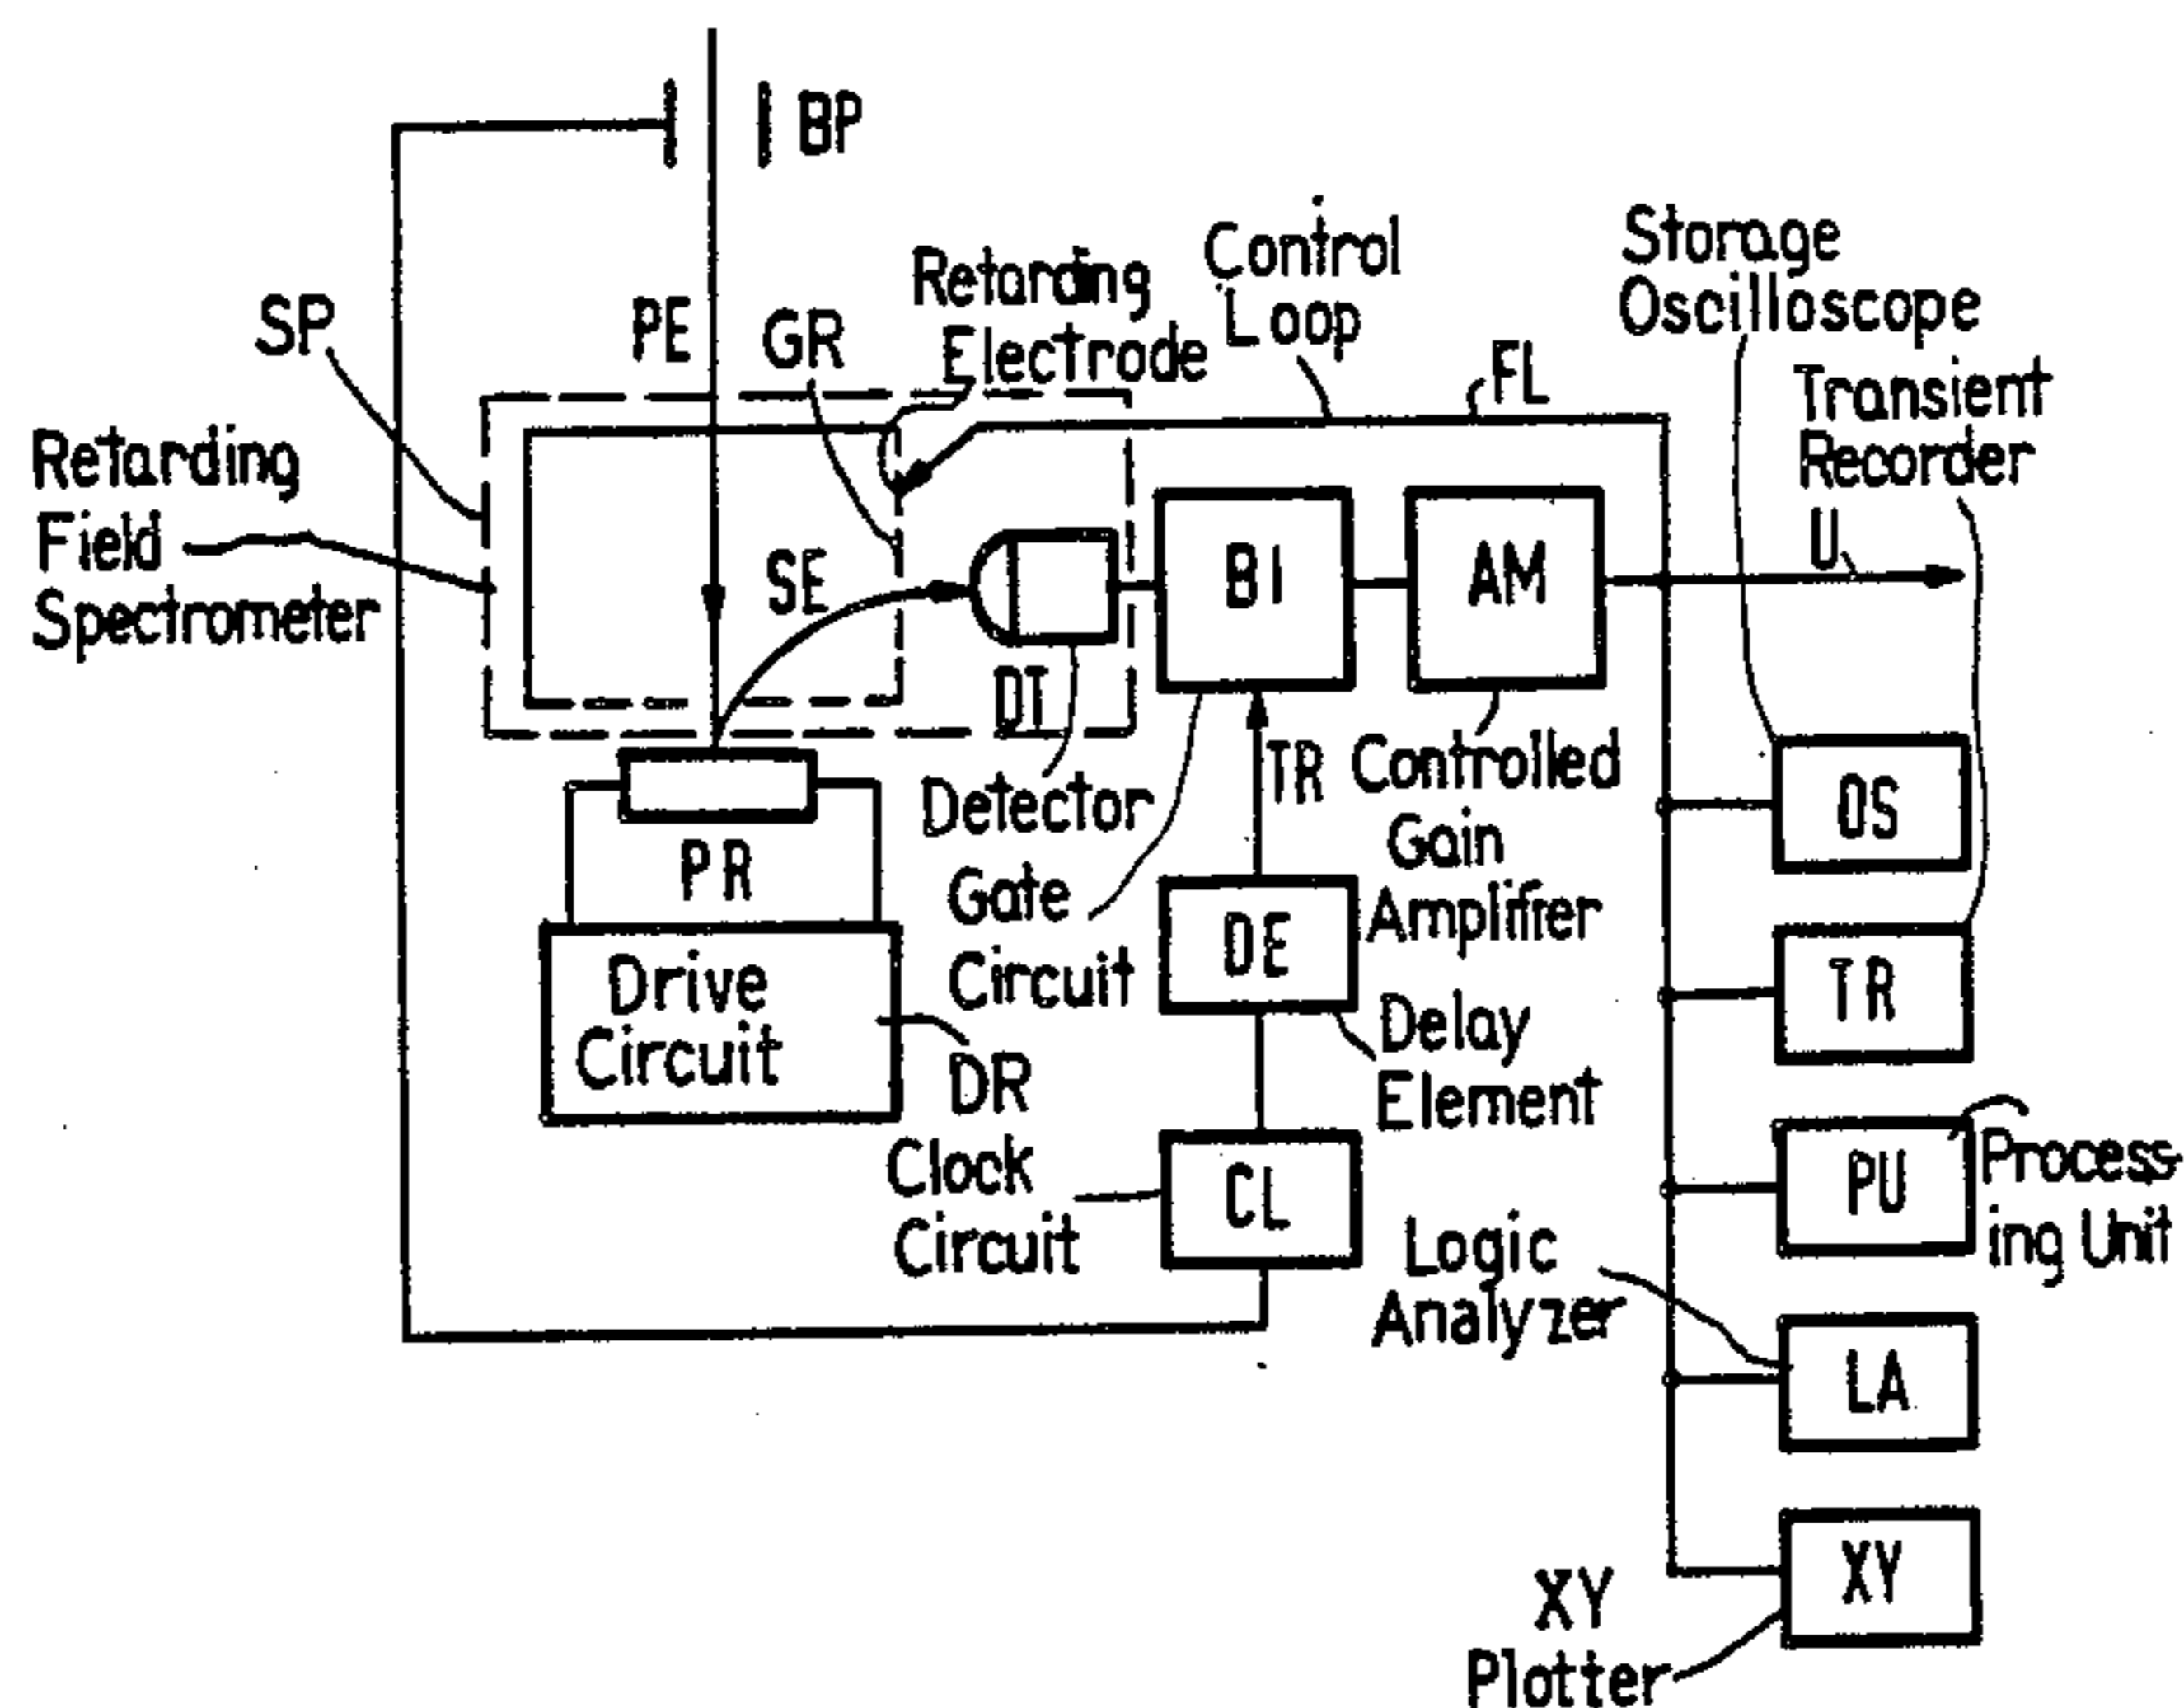 BP
SP
PE
GR
Retarding
Electrode
Control
Loop
FL
Storage
Oscilloscope
Transient
Recorder
U
Retarding
Field
Spectrometer
SE
DT
BI
AM
TR
Detector
Gate
Circuit
Controlled
Gain
Amplifier
OS
PR
Drive
Circuit
DR
DE
Delay
Element
TR
Clock
Circuit
CL
PU
Process-
ing Unit
Logic
Analyzer
LA
XY
Plotter
XY